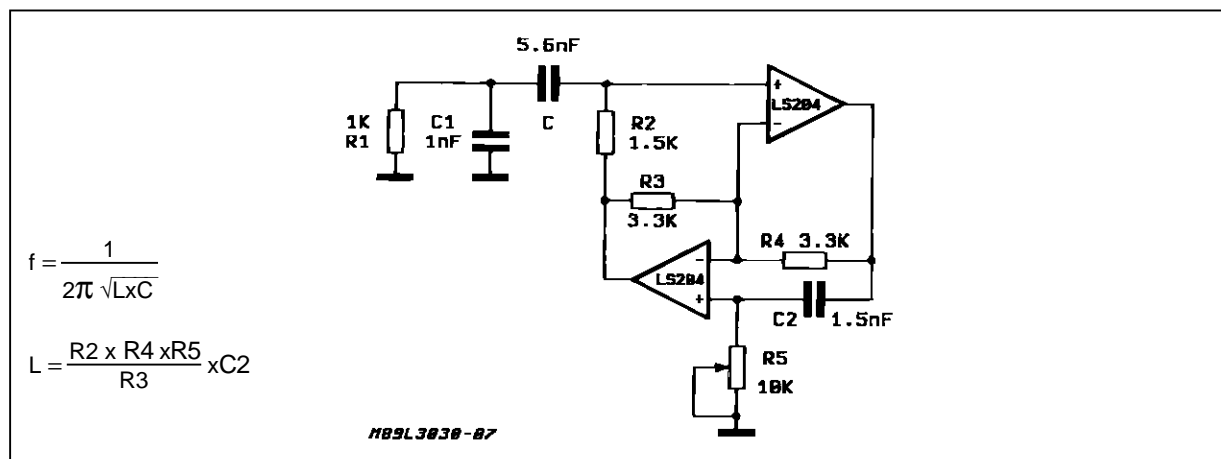 5.6nF
C
1K
R1
C1
1nF
R2
1.5K
+
LS204
-
R3
3.3K
R4 3.3K
-
LS204
+
C2
1.5nF
R5
10K
f = 1 / 2π √LxC
L = R2 x R4 xR5 / R3 xC2
M89L3030-07